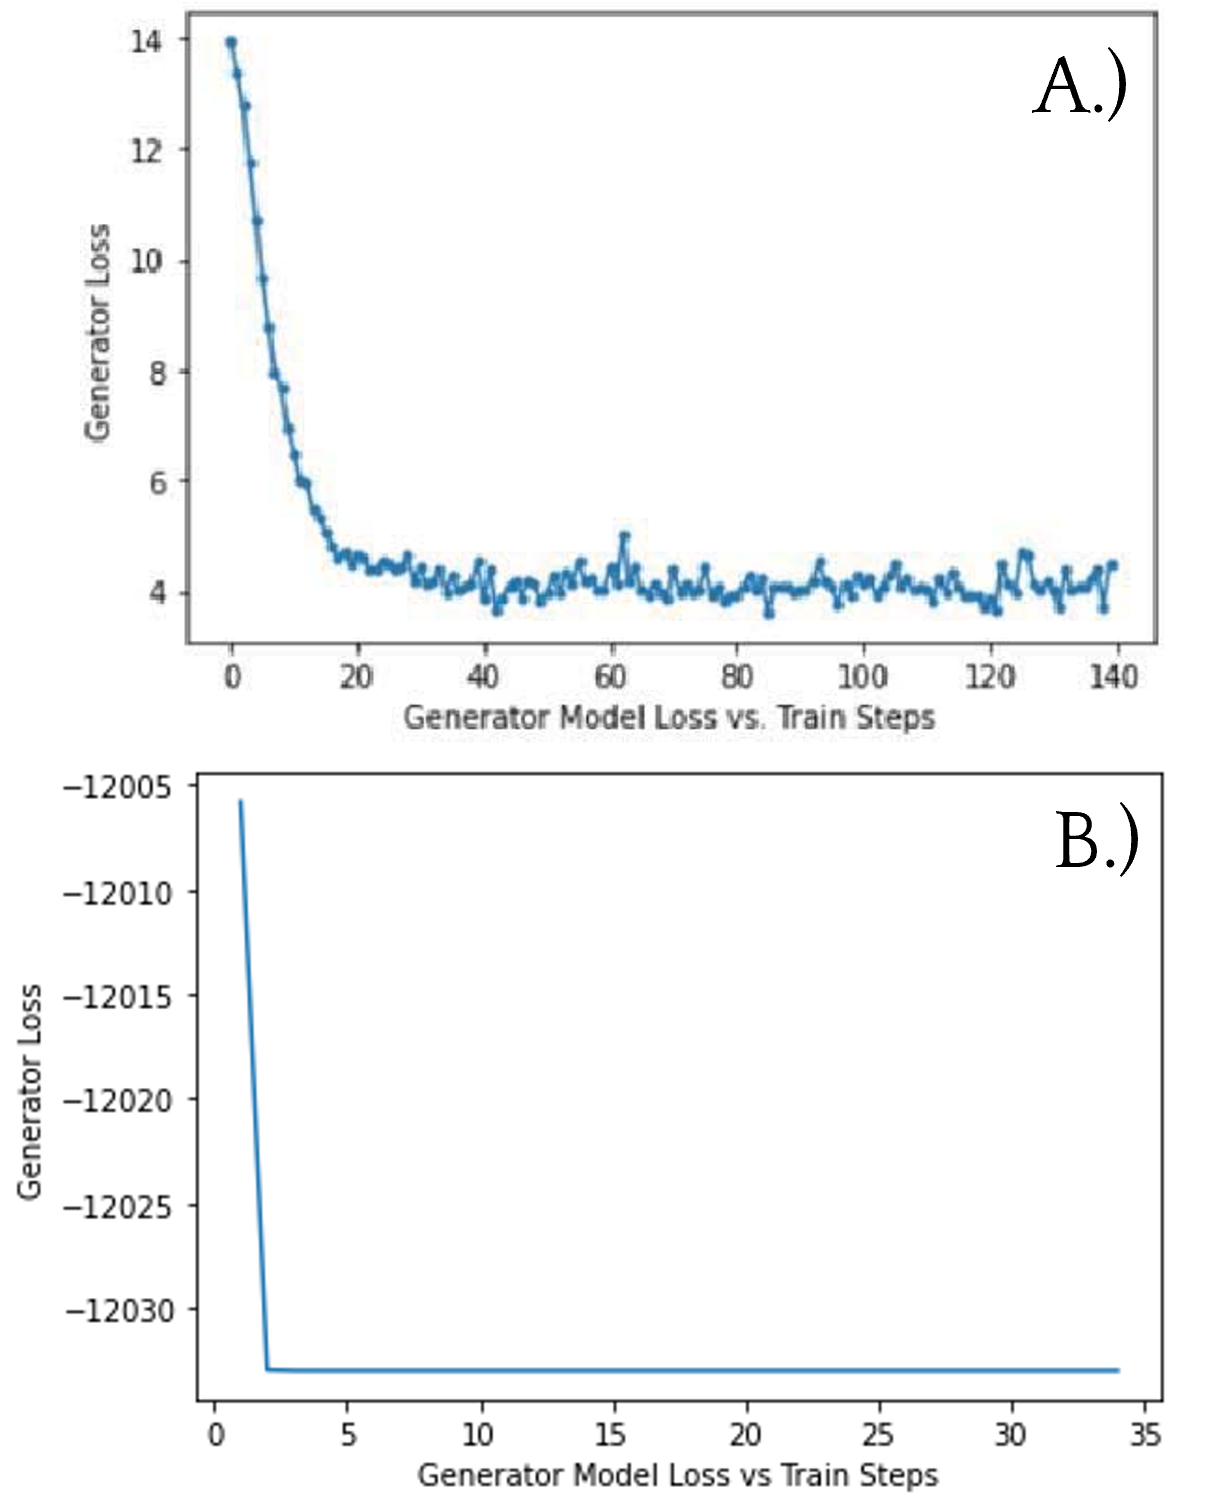 14
A.)
12
10
8
6
4
Generator Loss
0 20 40 60 80 100 120 140
Generator Model Loss vs. Train Steps
−12005
B.)
−12010
−12015
−12020
−12025
−12030
Generator Loss
0 5 10 15 20 25 30 35
Generator Model Loss vs Train Steps